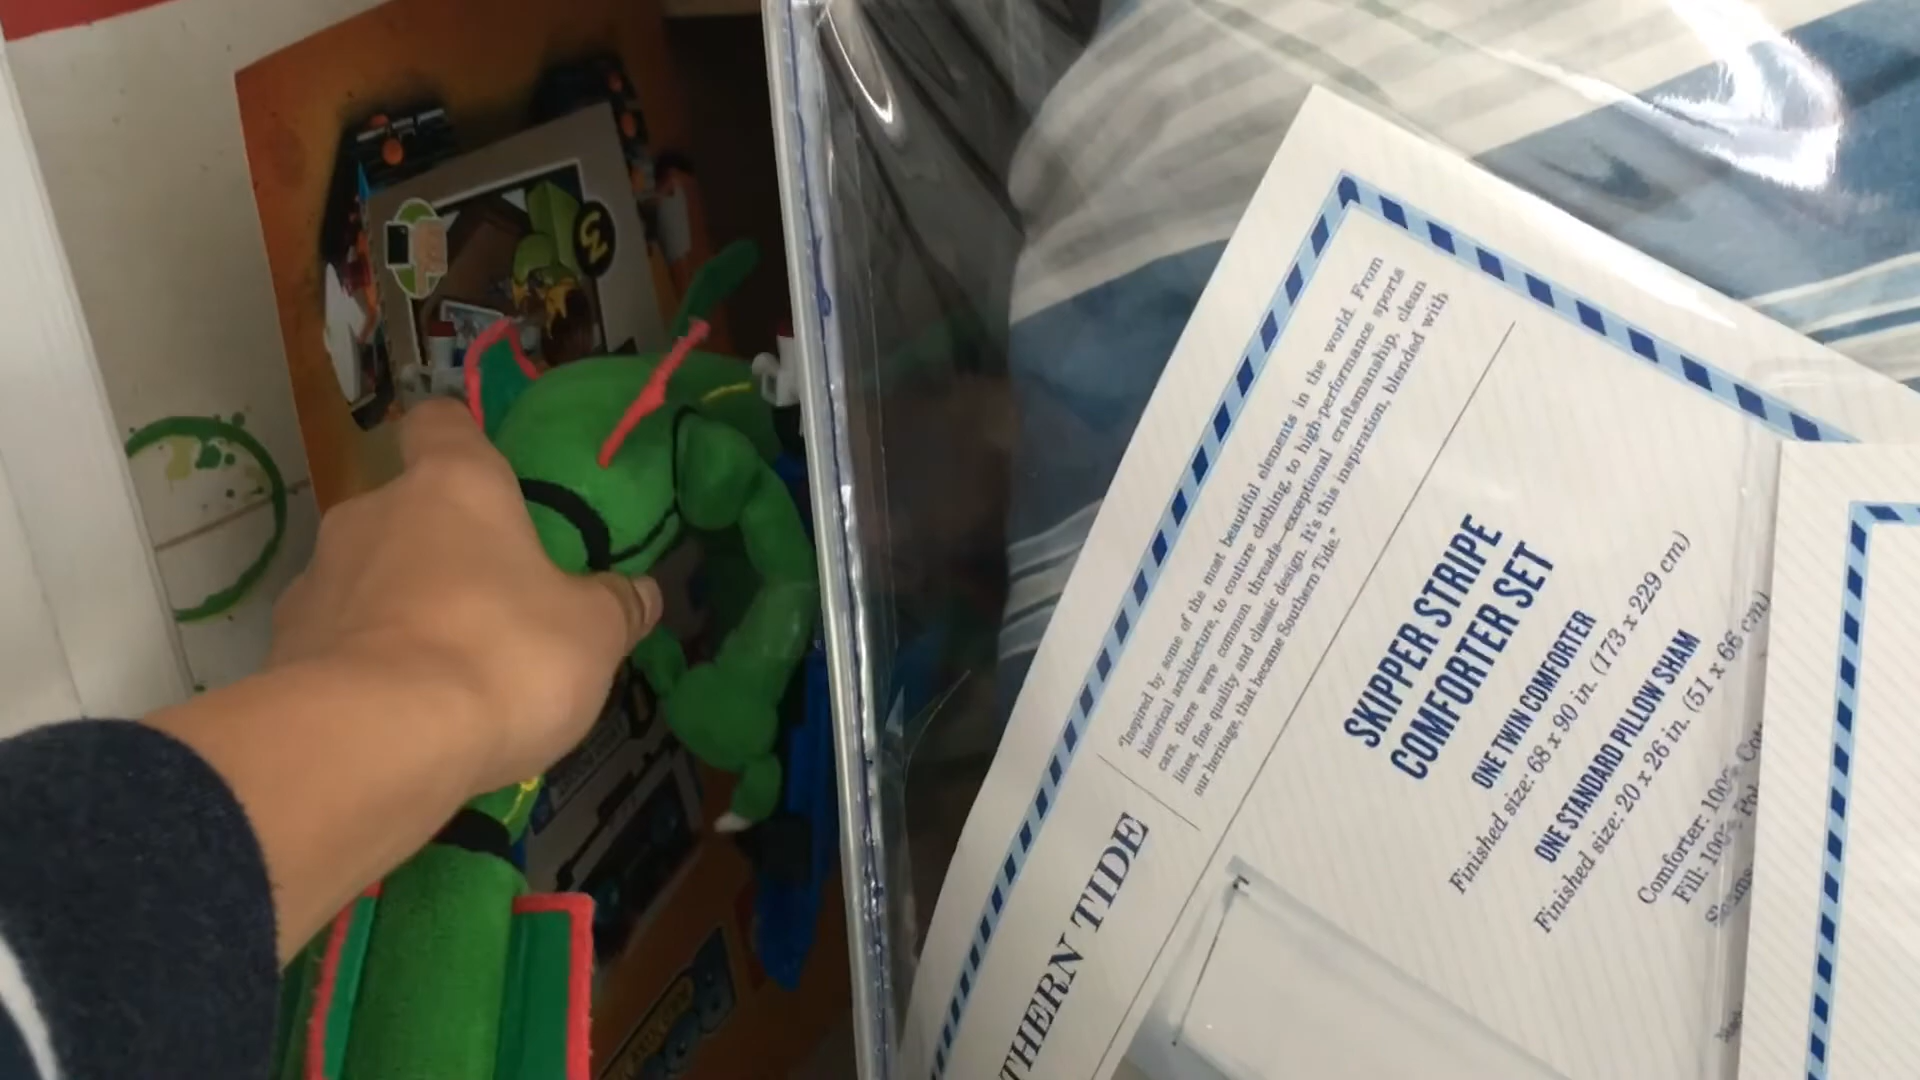 "Inspired by some of the most beautiful elements in the world. From
historical architecture, to couture clothing, to high-performance sports
cars, there were common threads—exceptional craftsmanship, clean
lines, fine quality and classic design. It's this inspiration, blended with
our heritage, that became Southern Tide."
THERN TIDE
SKIPPER STRIPE
COMFORTER SET
ONE TWIN COMFORTER
Finished size: 68 x 90 in. (173 x 229 cm)
ONE STANDARD PILLOW SHAM
Finished size: 20 x 26 in. (51 x 66 cm)
Comforter: 100%
Fill: 100%
3